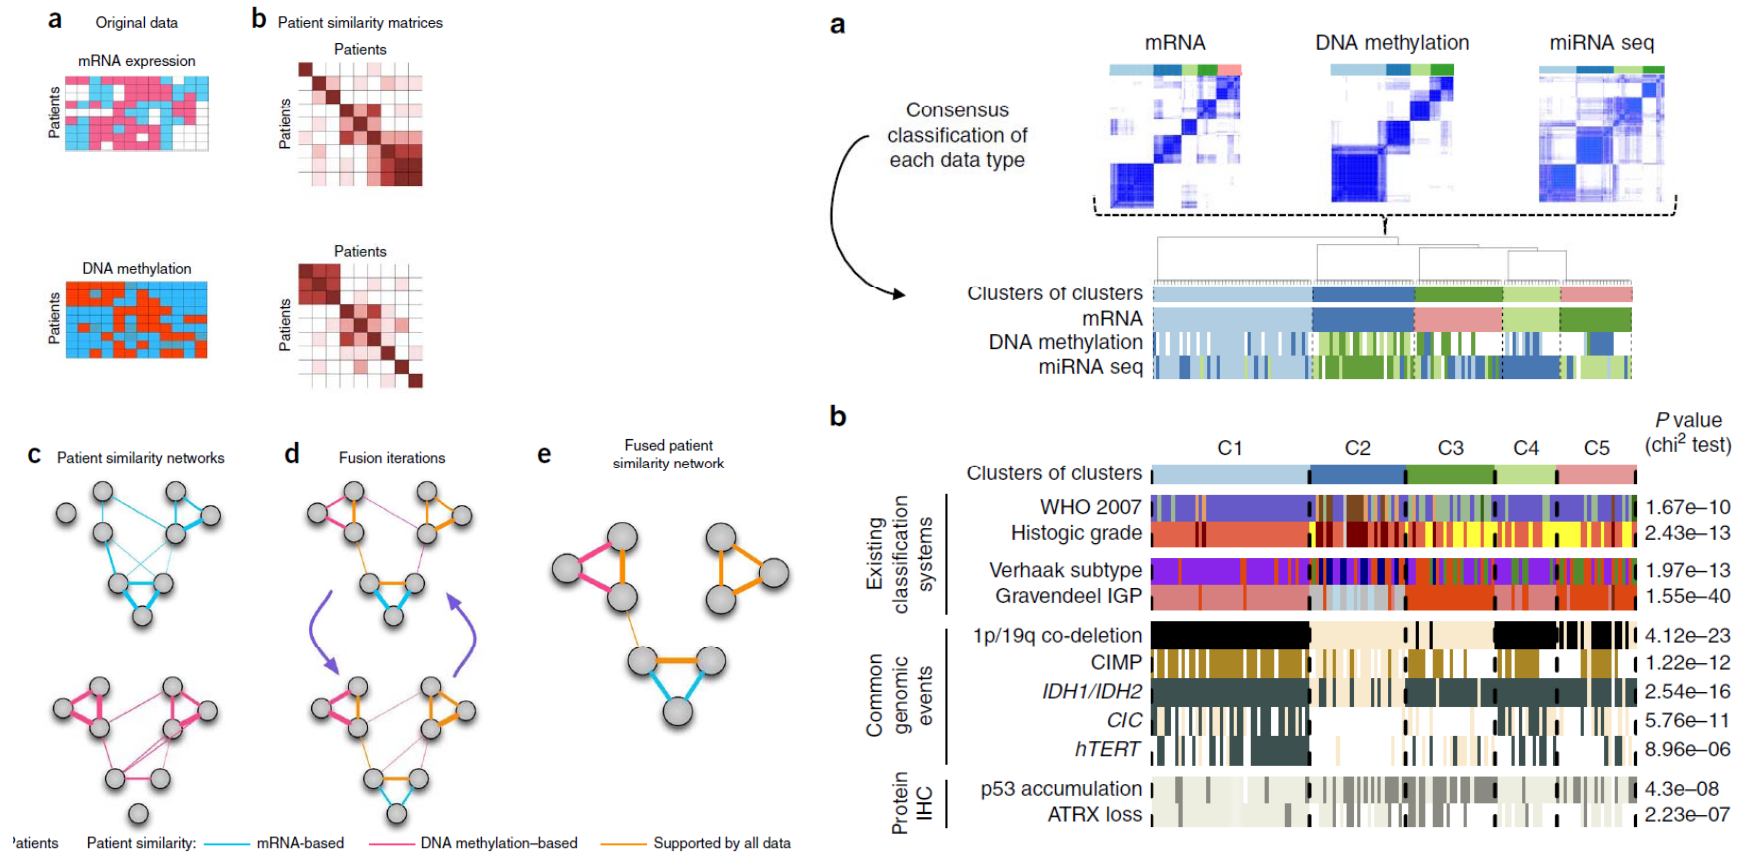 a Original data
mRNA expression
Patients
DNA methylation
Patients
b Patient similarity matrices
Patients
Patients
Patients
Patients
c Patient similarity networks
d Fusion iterations
e Fused patient
similarity network
Patient similarity:
mRNA-based
DNA methylation–based
Supported by all data
a
mRNA
DNA methylation
miRNA seq
Consensus
classification of
each data type
Clusters of clusters
mRNA
DNA methylation
miRNA seq
b
P value
(chi² test)
C1 C2 C3 C4 C5
Clusters of clusters
Existing
classification
systems
WHO 2007 1.67e–10
Histogic grade 2.43e–13
Verhaak subtype 1.97e–13
Gravendeel IGP 1.55e–40
Common
genomic
events
1p/19q co-deletion 4.12e–23
CIMP 1.22e–12
IDH1/IDH2 2.54e–16
CIC 5.76e–11
hTERT 8.96e–06
Protein
IHC
p53 accumulation 4.3e–08
ATRX loss 2.23e–07